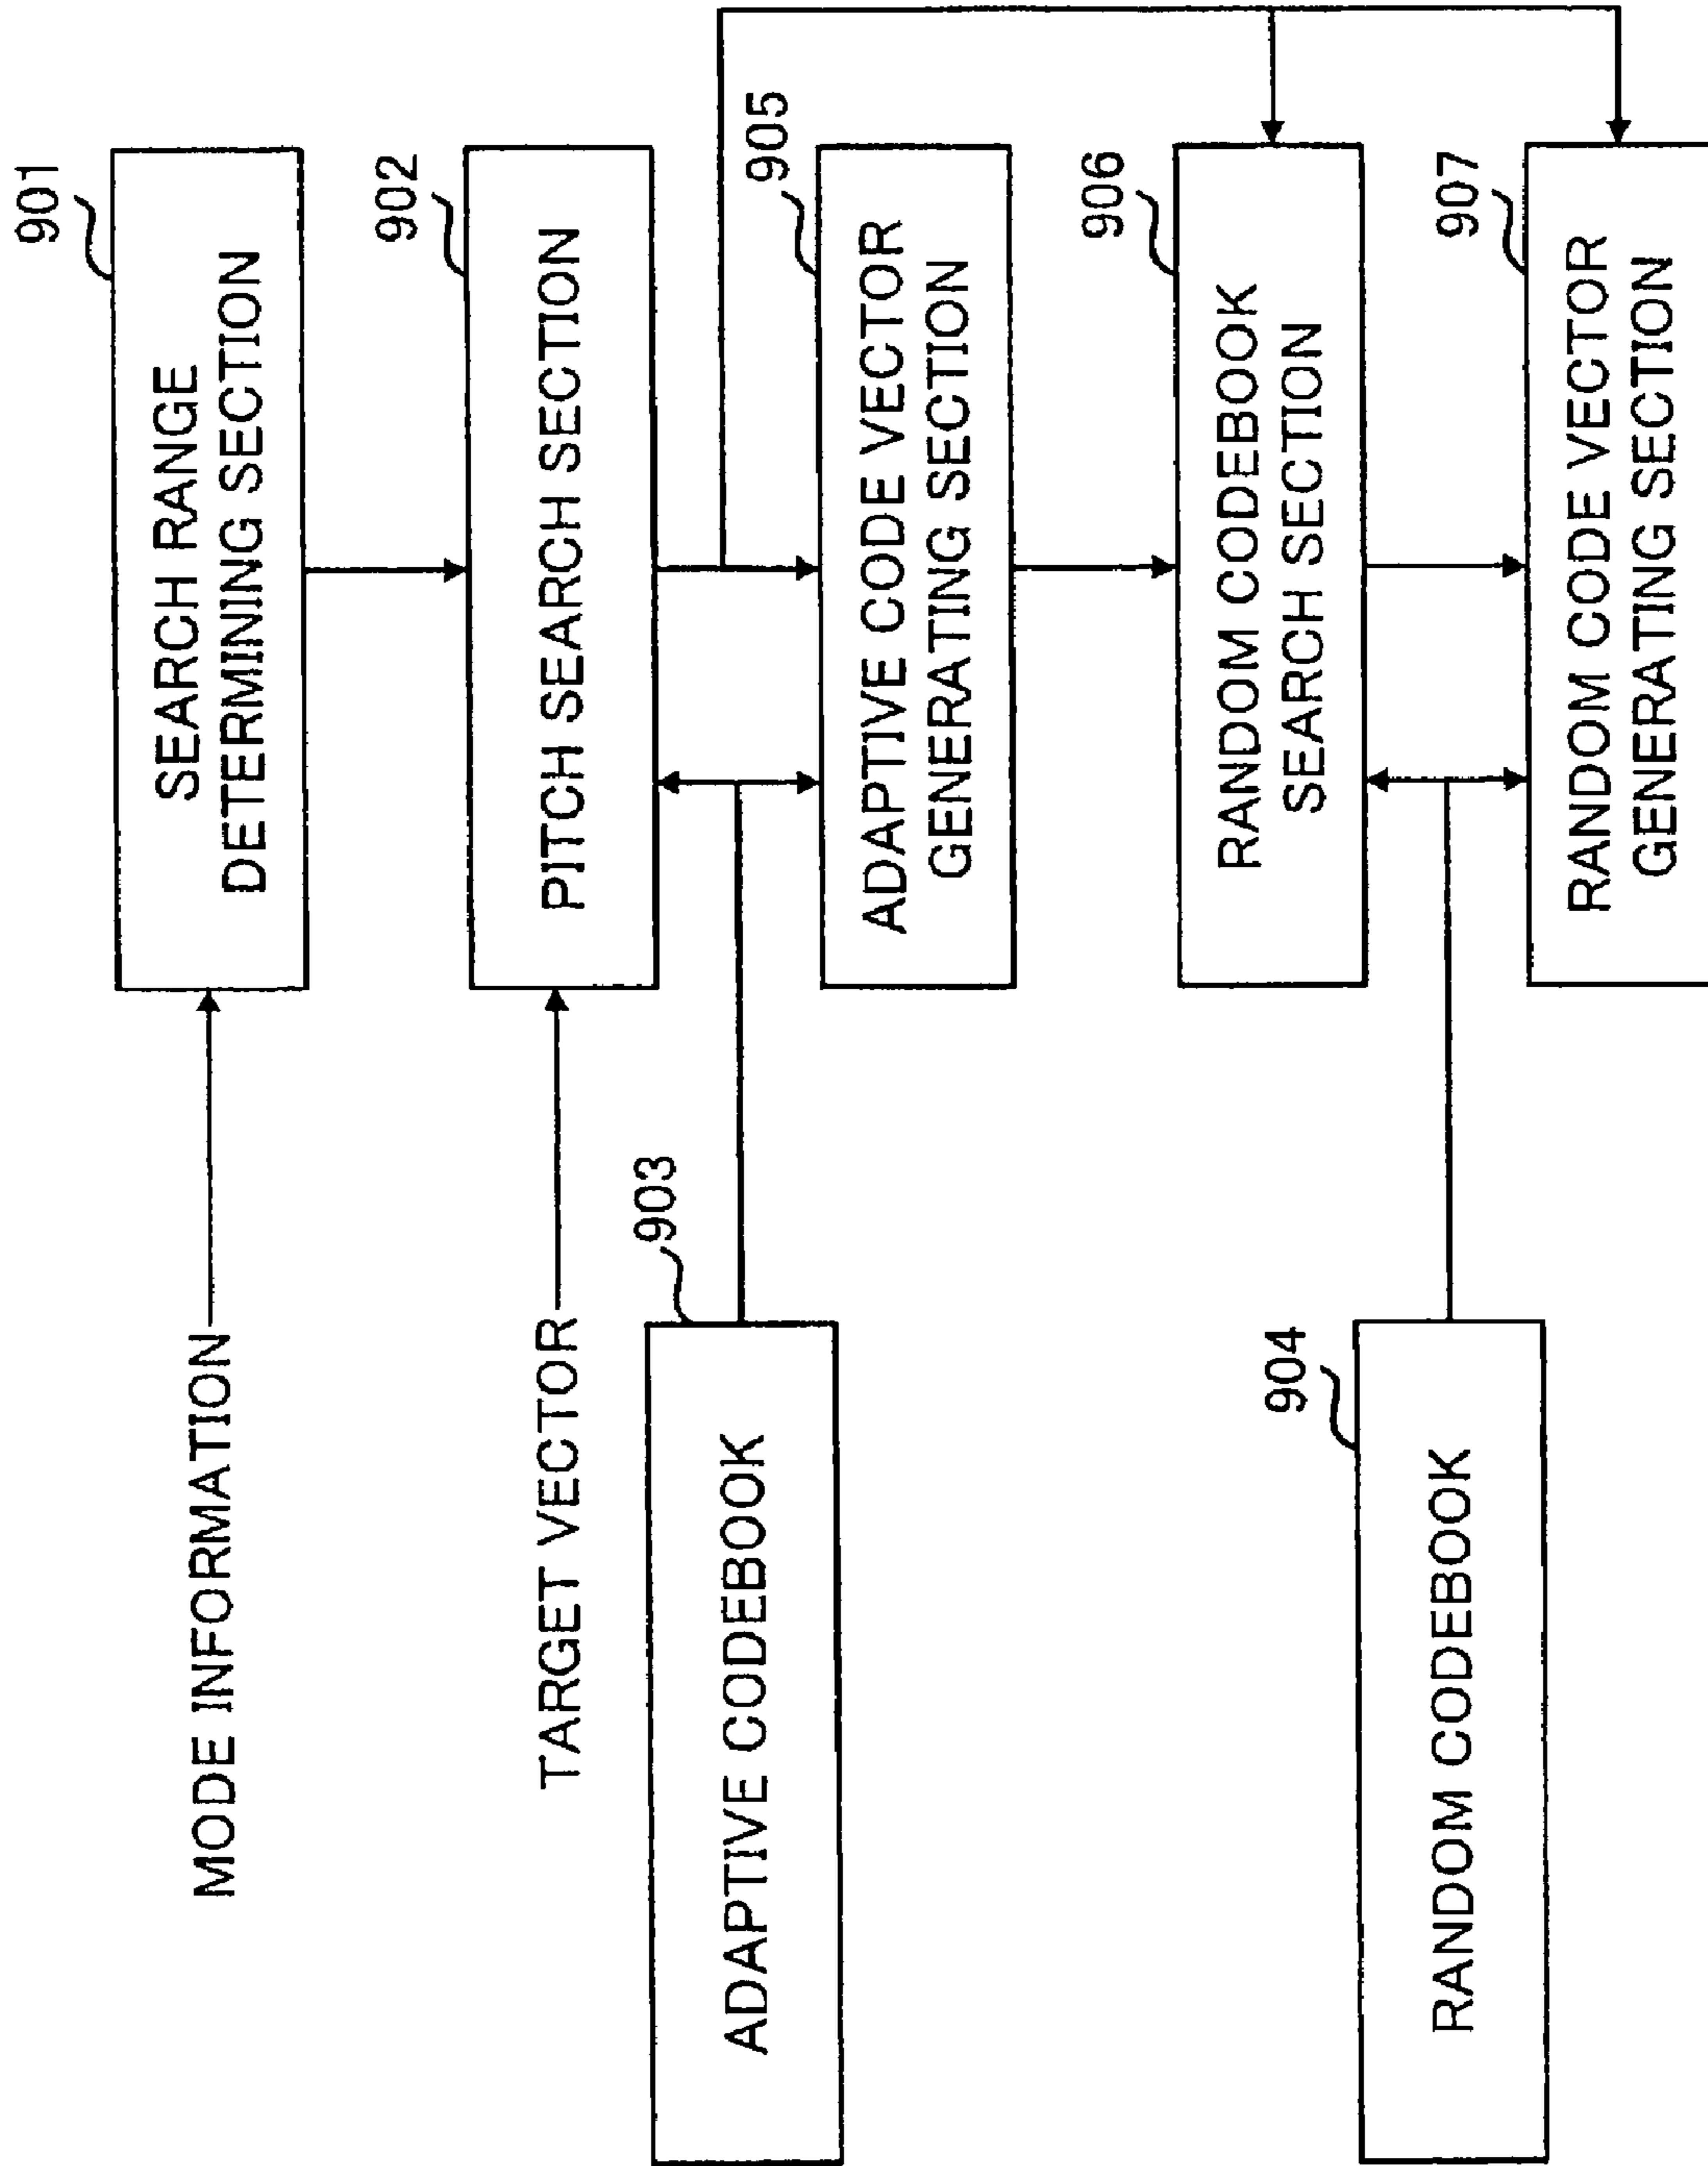 901
SEARCH RANGE
DETERMINING SECTION
MODE INFORMATION
902
PITCH SEARCH SECTION
TARGET VECTOR
903
ADAPTIVE CODEBOOK
905
ADAPTIVE CODE VECTOR
GENERATING SECTION
906
RANDOM CODEBOOK
SEARCH SECTION
904
RANDOM CODEBOOK
907
RANDOM CODE VECTOR
GENERATING SECTION